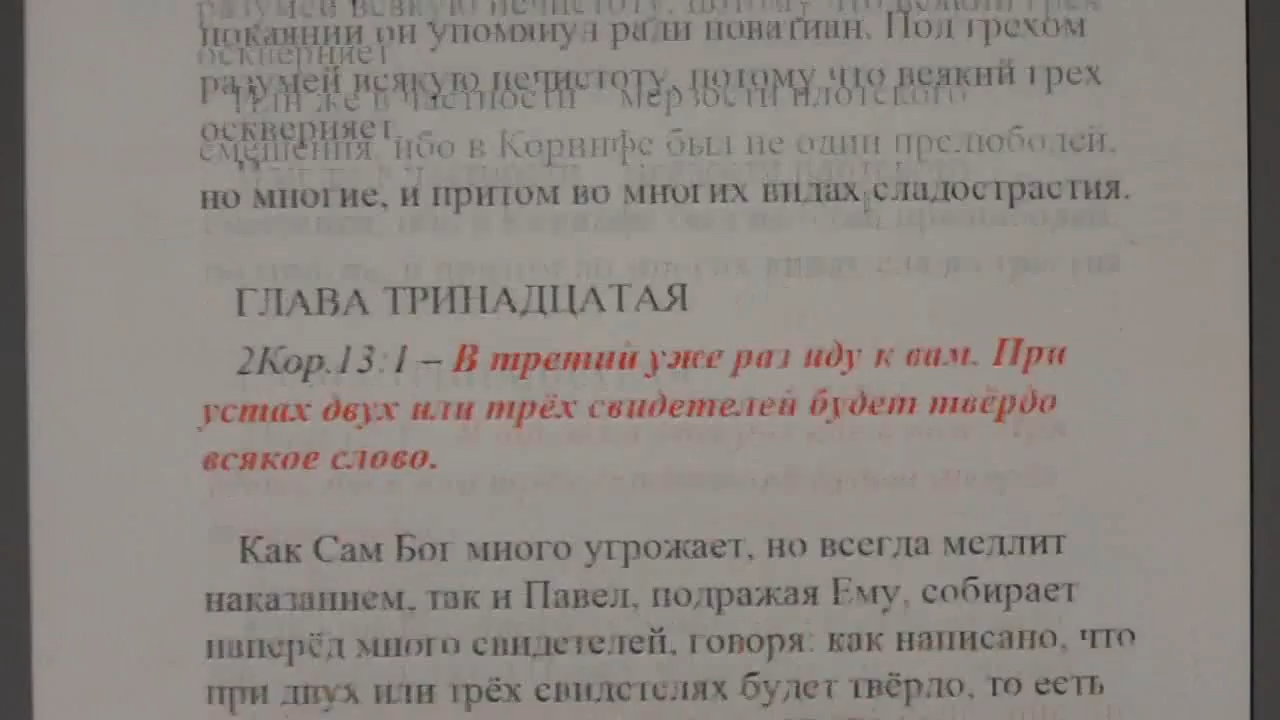 покаянии он упомянул ради новатиан. Под грехом
разумей всякую нечистоту, потому что всякий грех
оскверняет.
смешения, ибо в Коринфе был не один прелюбодей,
но многие, и притом во многих видах сладострастия.
ГЛАВА ТРИНАДЦАТАЯ
2Кор.13:1 – В третий уже раз иду к вам. При
устах двух или трёх свидетелей будет твёрдо
всякое слово.
Как Сам Бог много угрожает, но всегда медлит
наказанием, так и Павел, подражая Ему, собирает
наперёд много свидетелей, говоря: как написано, что
при двух или трёх свидетелях будет твёрдо, то есть